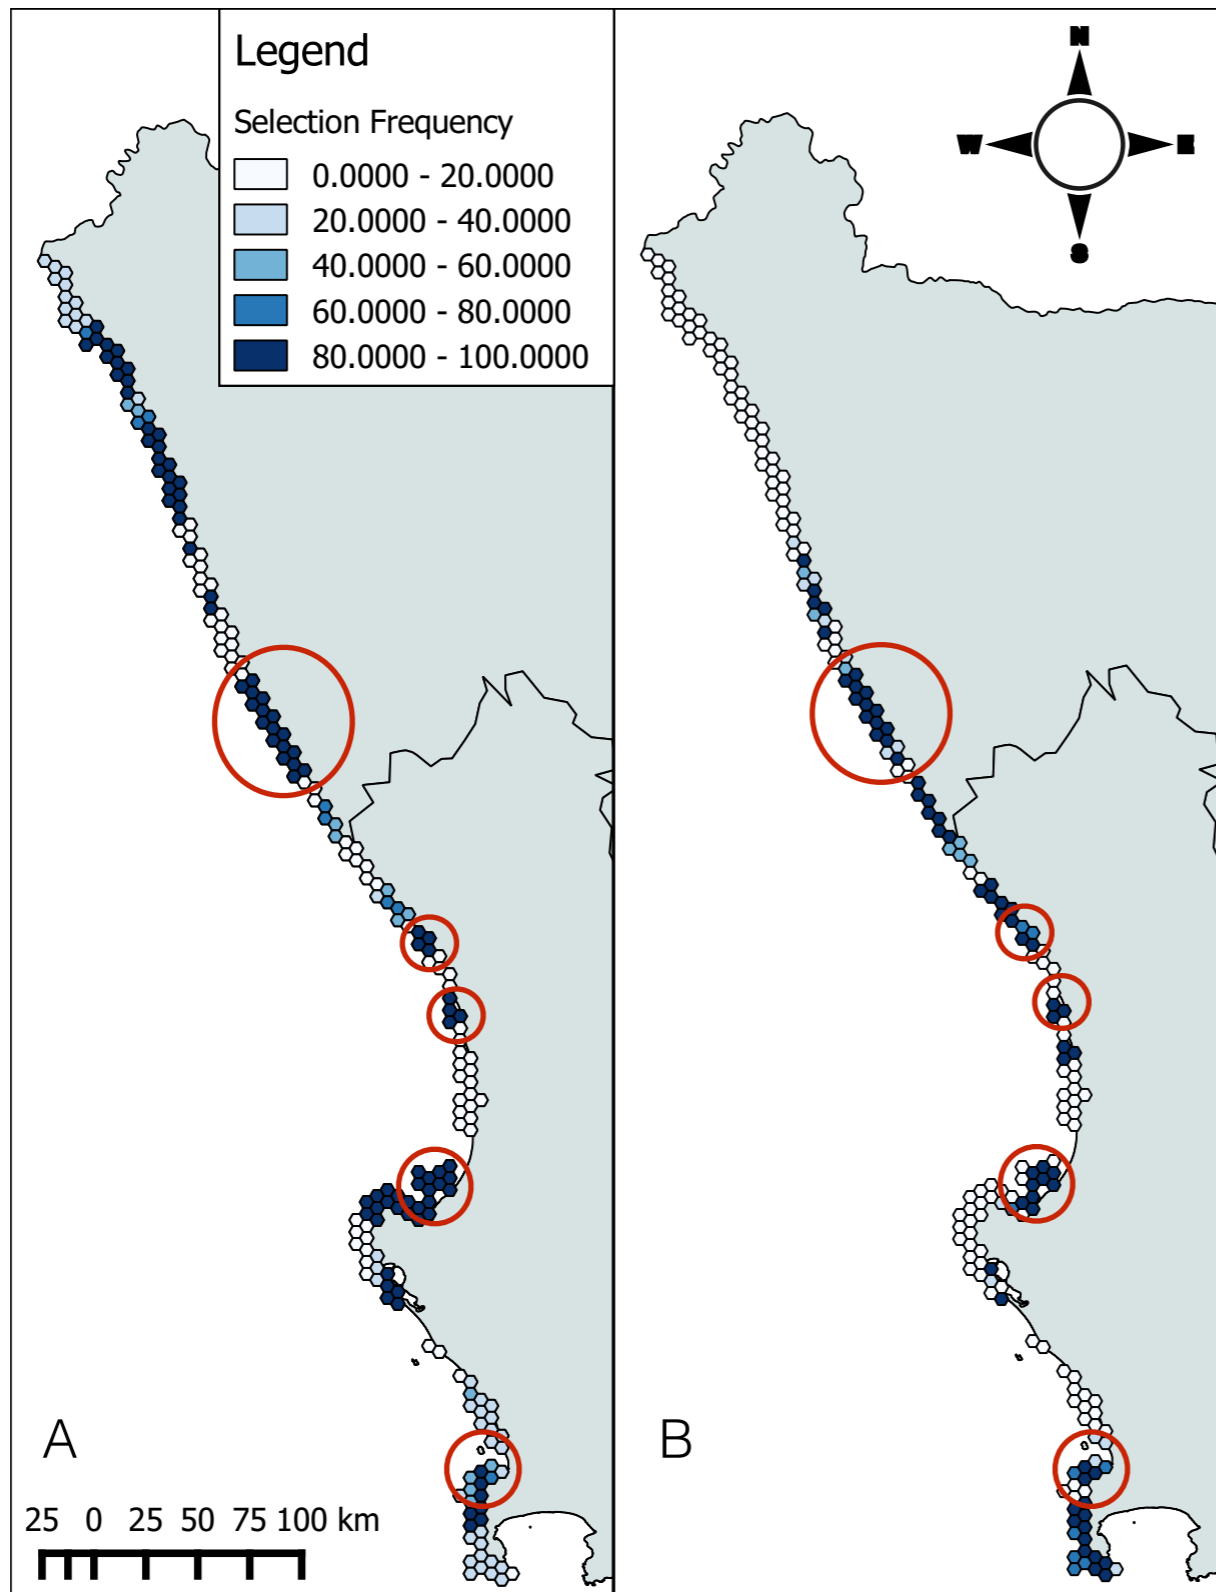 Legend
Selection Frequency
0.0000 - 20.0000
20.0000 - 40.0000
40.0000 - 60.0000
60.0000 - 80.0000
80.0000 - 100.0000
N
W
E
S
A
B
25 0 25 50 75 100 km